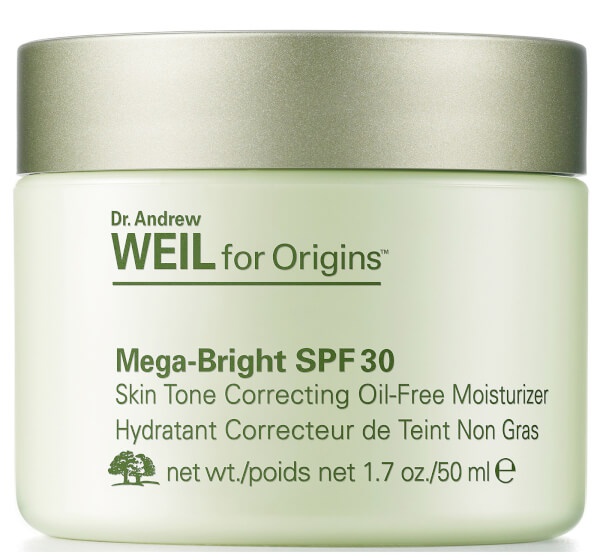 Dr. Andrew
WEIL for Origins™
Mega-Bright SPF 30
Skin Tone Correcting Oil-Free Moisturizer
Hydratant Correcteur de Teint Non Gras
net wt./poids net 1.7 oz./50 ml ℮